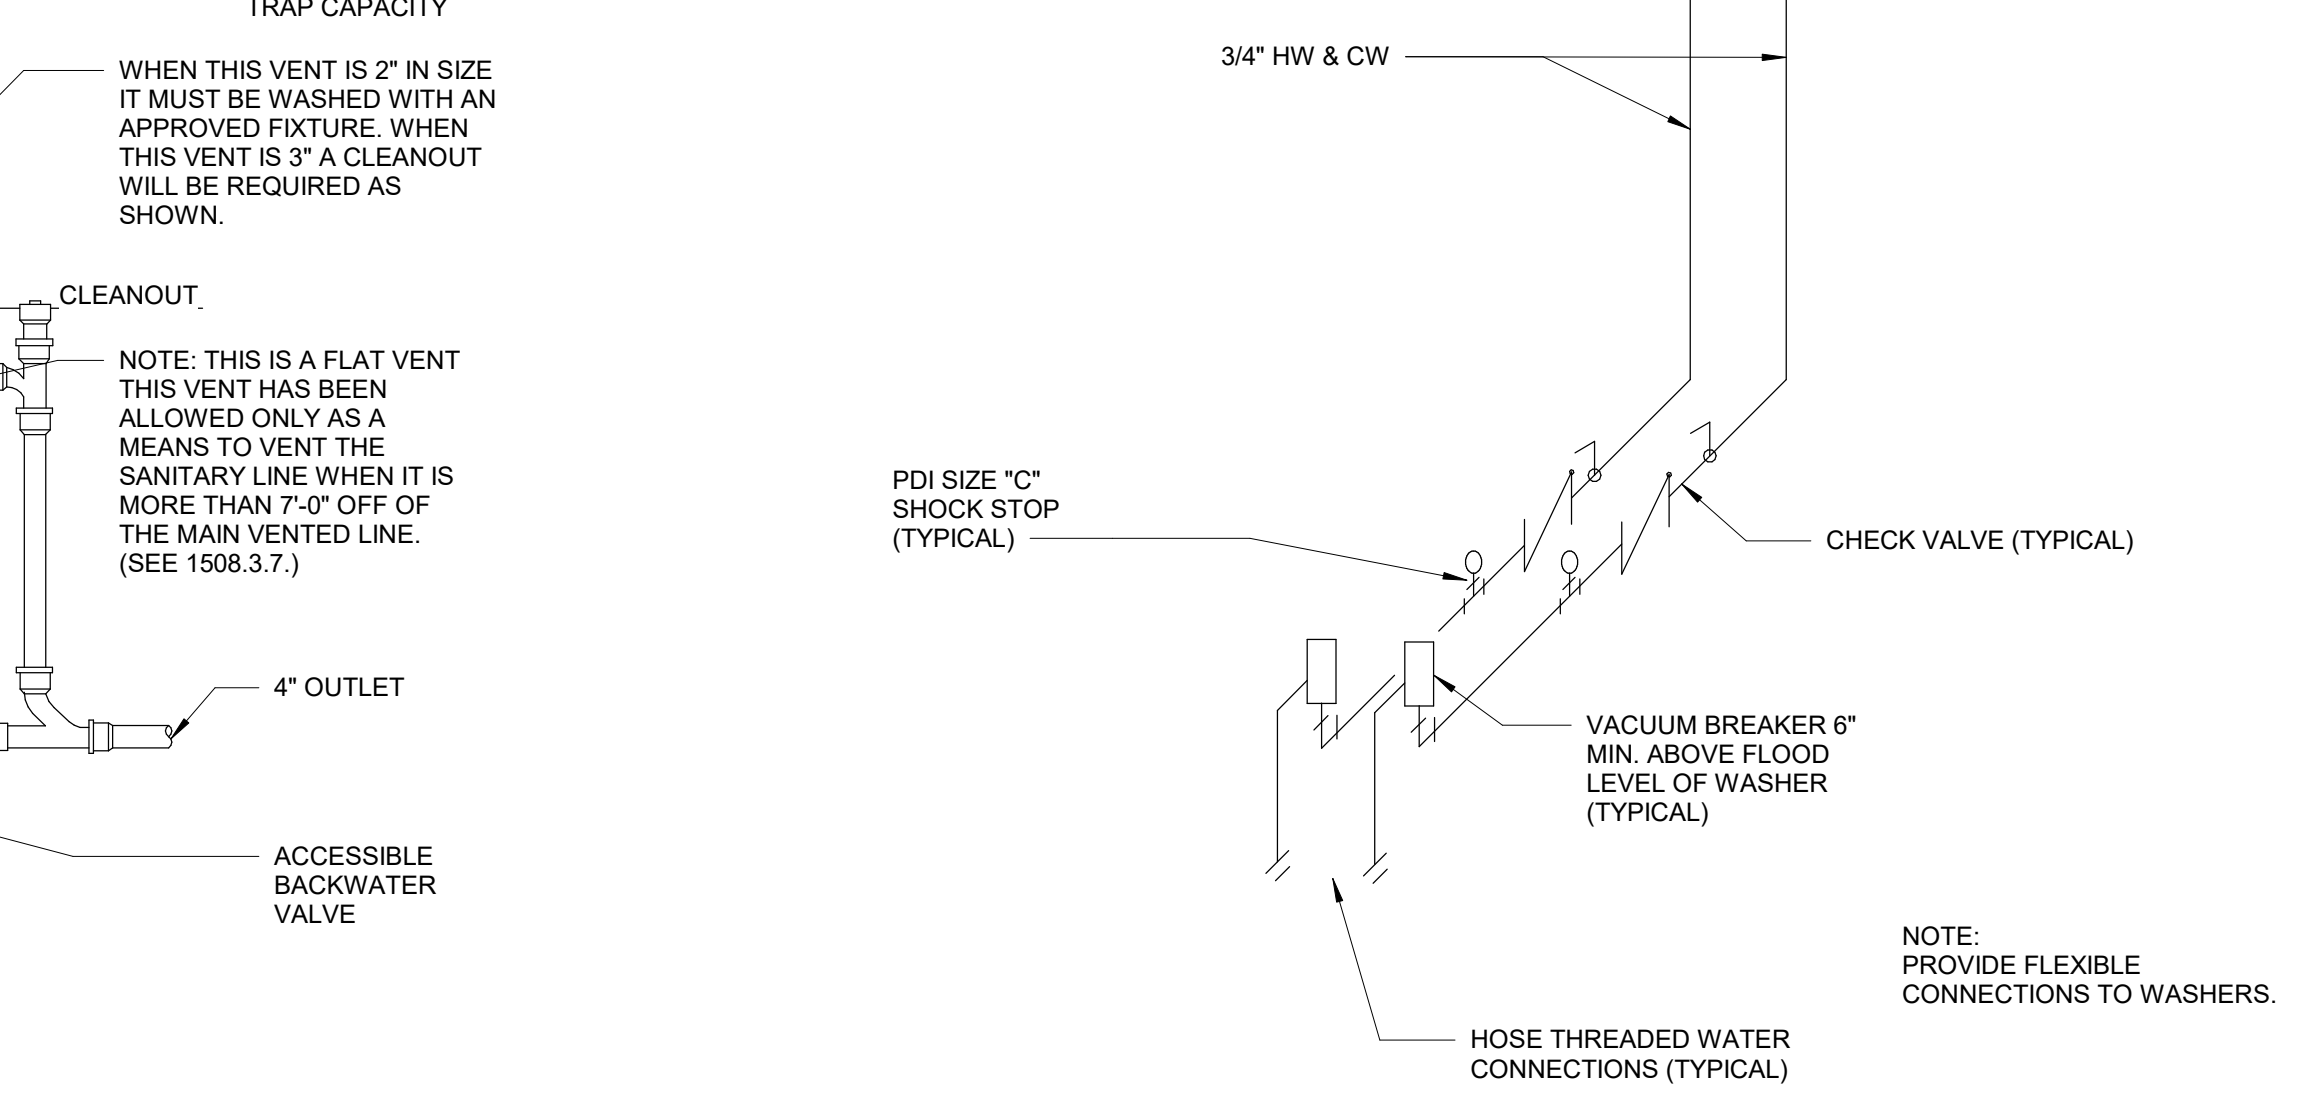 TRAP CAPACITY
WHEN THIS VENT IS 2" IN SIZE
IT MUST BE WASHED WITH AN
APPROVED FIXTURE. WHEN
THIS VENT IS 3" A CLEANOUT
WILL BE REQUIRED AS
SHOWN.
CLEANOUT
NOTE: THIS IS A FLAT VENT
THIS VENT HAS BEEN
ALLOWED ONLY AS A
MEANS TO VENT THE
SANITARY LINE WHEN IT IS
MORE THAN 7'-0" OFF OF
THE MAIN VENTED LINE.
(SEE 1508.3.7.)
4" OUTLET
ACCESSIBLE
BACKWATER
VALVE
3/4" HW & CW
PDI SIZE "C"
SHOCK STOP
(TYPICAL)
CHECK VALVE (TYPICAL)
VACUUM BREAKER 6"
MIN. ABOVE FLOOD
LEVEL OF WASHER
(TYPICAL)
NOTE:
PROVIDE FLEXIBLE
CONNECTIONS TO WASHERS.
HOSE THREADED WATER
CONNECTIONS (TYPICAL)